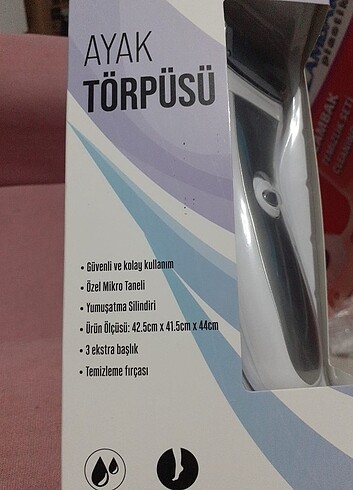 AYAK
TÖRPÜSÜ
• Güvenli ve kolay kullanım
• Özel Mikro Taneli
• Yumuşatma Silindiri
• Ürün Ölçüsü: 42.5cm x 41.5cm x 44cm
• 3 ekstra başlık
• Temizleme fırçası
plastik